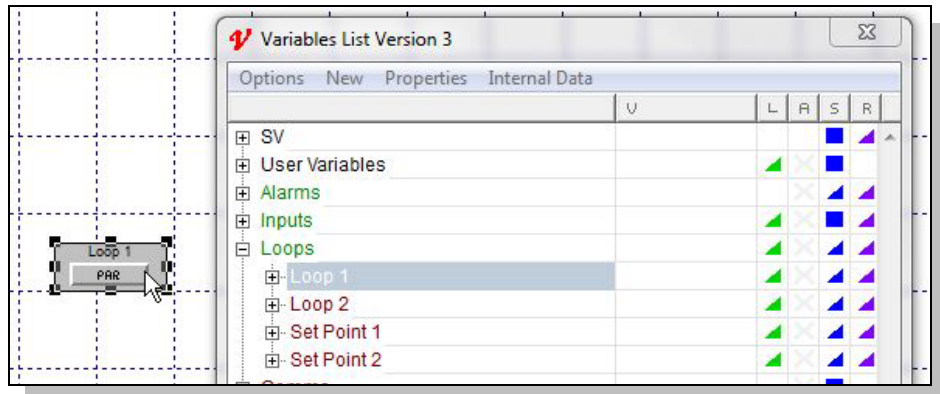 Variables List Version 3
Options New Properties Internal Data
V L A S R
SV
User Variables
Alarms
Inputs
Loops
Loop 1
Loop 2
Set Point 1
Set Point 2
Loop 1
PAR